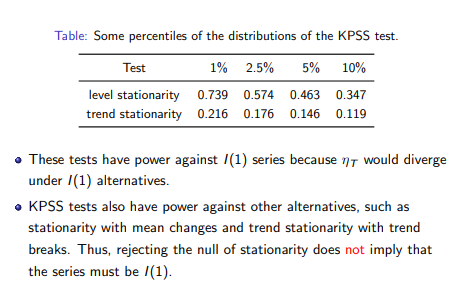 Table: Some percentiles of the distributions of the KPSS test.
Test 1% 2.5% 5% 10%
level stationarity 0.739 0.574 0.463 0.347
trend stationarity 0.216 0.176 0.146 0.119
These tests have power against I(1) series because η_T would diverge
under I(1) alternatives.
KPSS tests also have power against other alternatives, such as
stationarity with mean changes and trend stationarity with trend
breaks. Thus, rejecting the null of stationarity does not imply that
the series must be I(1).